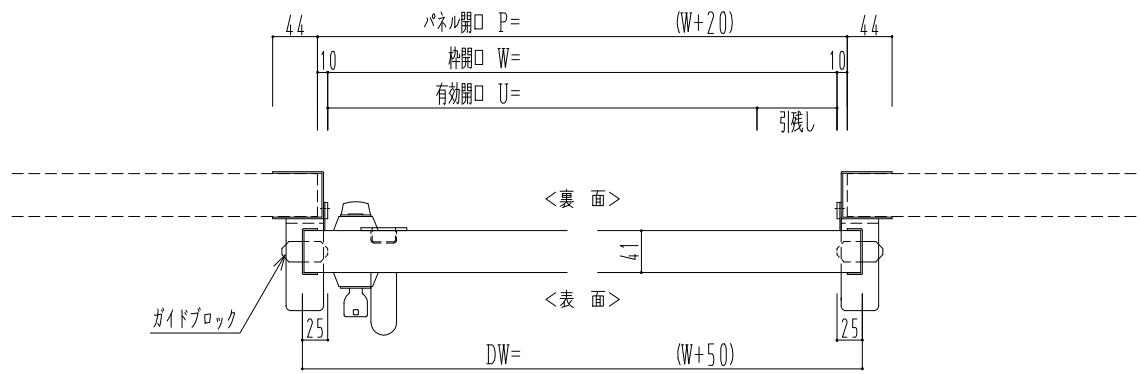 44 パネル開口 P= (W+20) 44
10 枠開口 W= 10
有効開口 U=
引残し
<裏 面>
41
<表 面>
ガイドブロック
25 25
DW= (W+50)